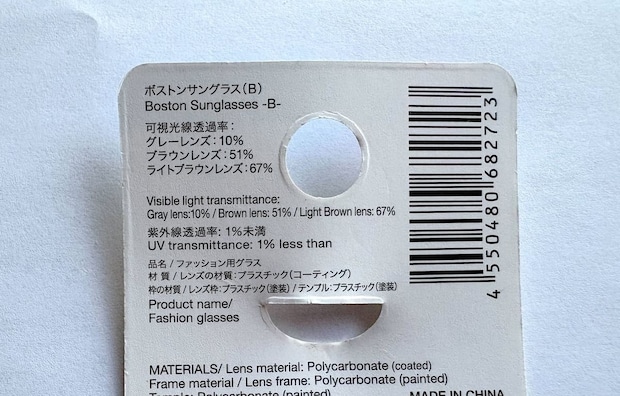 ボストンサングラス(B)
Boston Sunglasses -B-
可視光線透過率:
グレーレンズ:10%
ブラウンレンズ:51%
ライトブラウンレンズ:67%
Visible light transmittance:
Gray lens:10% / Brown lens: 51% / Light Brown lens: 67%
紫外線透過率:1%未満
UV transmittance: 1% less than
品名/ファッション用グラス
材 質/レンズの材質:プラスチック(コーティング)
枠の材質/レンズ枠:プラスチック(塗装)/テンプル:プラスチック(塗装)
Product name/
Fashion glasses
MATERIALS/ Lens material: Polycarbonate (coated)
Frame material / Lens frame: Polycarbonate (painted)
Temple: Polycarbonate (painted)
MADE IN CHINA
4 550480 682723